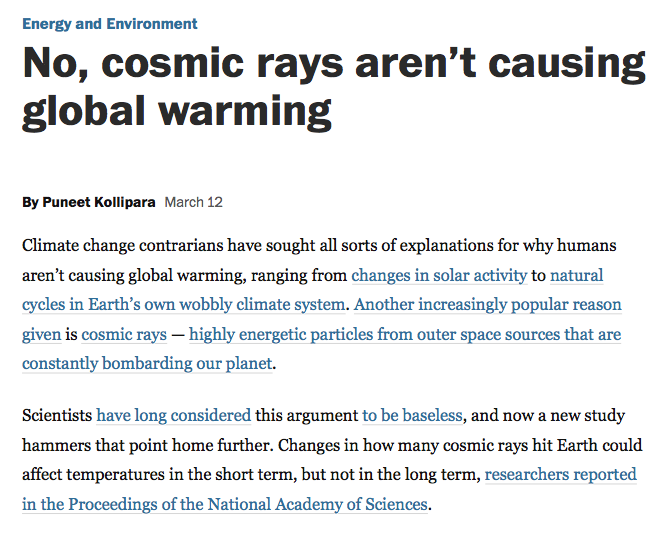 Energy and Environment
No, cosmic rays aren’t causing
global warming
By Puneet Kollipara March 12
Climate change contrarians have sought all sorts of explanations for why humans
aren’t causing global warming, ranging from changes in solar activity to natural
cycles in Earth’s own wobbly climate system. Another increasingly popular reason
given is cosmic rays — highly energetic particles from outer space sources that are
constantly bombarding our planet.
Scientists have long considered this argument to be baseless, and now a new study
hammers that point home further. Changes in how many cosmic rays hit Earth could
affect temperatures in the short term, but not in the long term, researchers reported
in the Proceedings of the National Academy of Sciences.